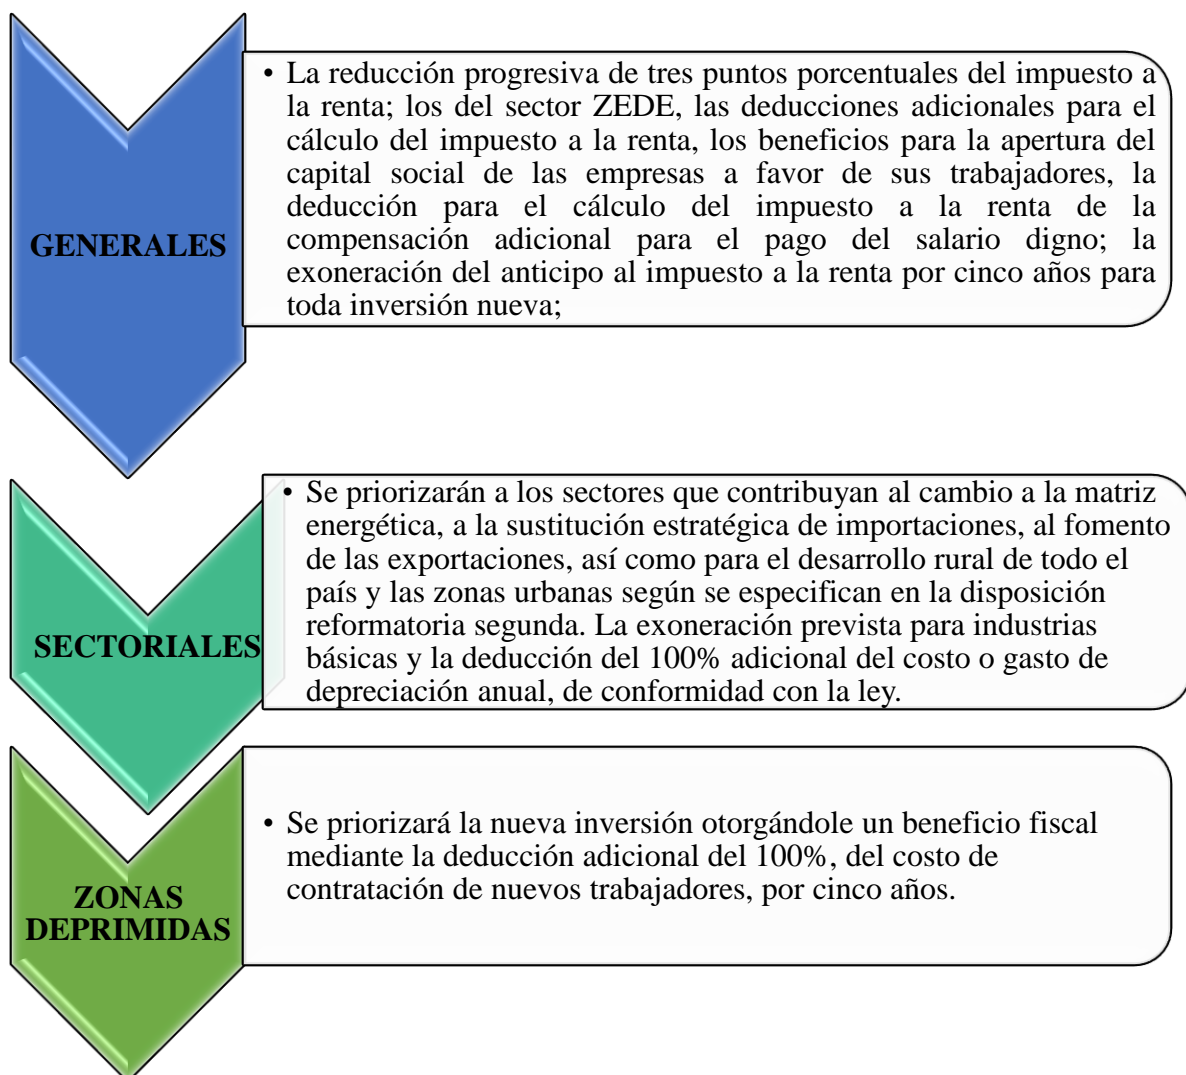 GENERALES
• La reducción progresiva de tres puntos porcentuales del impuesto a
la renta; los del sector ZEDE, las deducciones adicionales para el
cálculo del impuesto a la renta, los beneficios para la apertura del
capital social de las empresas a favor de sus trabajadores, la
deducción para el cálculo del impuesto a la renta de la
compensación adicional para el pago del salario digno; la
exoneración del anticipo al impuesto a la renta por cinco años para
toda inversión nueva;
SECTORIALES
• Se priorizarán a los sectores que contribuyan al cambio a la matriz
energética, a la sustitución estratégica de importaciones, al fomento
de las exportaciones, así como para el desarrollo rural de todo el
país y las zonas urbanas según se especifican en la disposición
reformatoria segunda. La exoneración prevista para industrias
básicas y la deducción del 100% adicional del costo o gasto de
depreciación anual, de conformidad con la ley.
ZONAS
DEPRIMIDAS
• Se priorizará la nueva inversión otorgándole un beneficio fiscal
mediante la deducción adicional del 100%, del costo de
contratación de nuevos trabajadores, por cinco años.